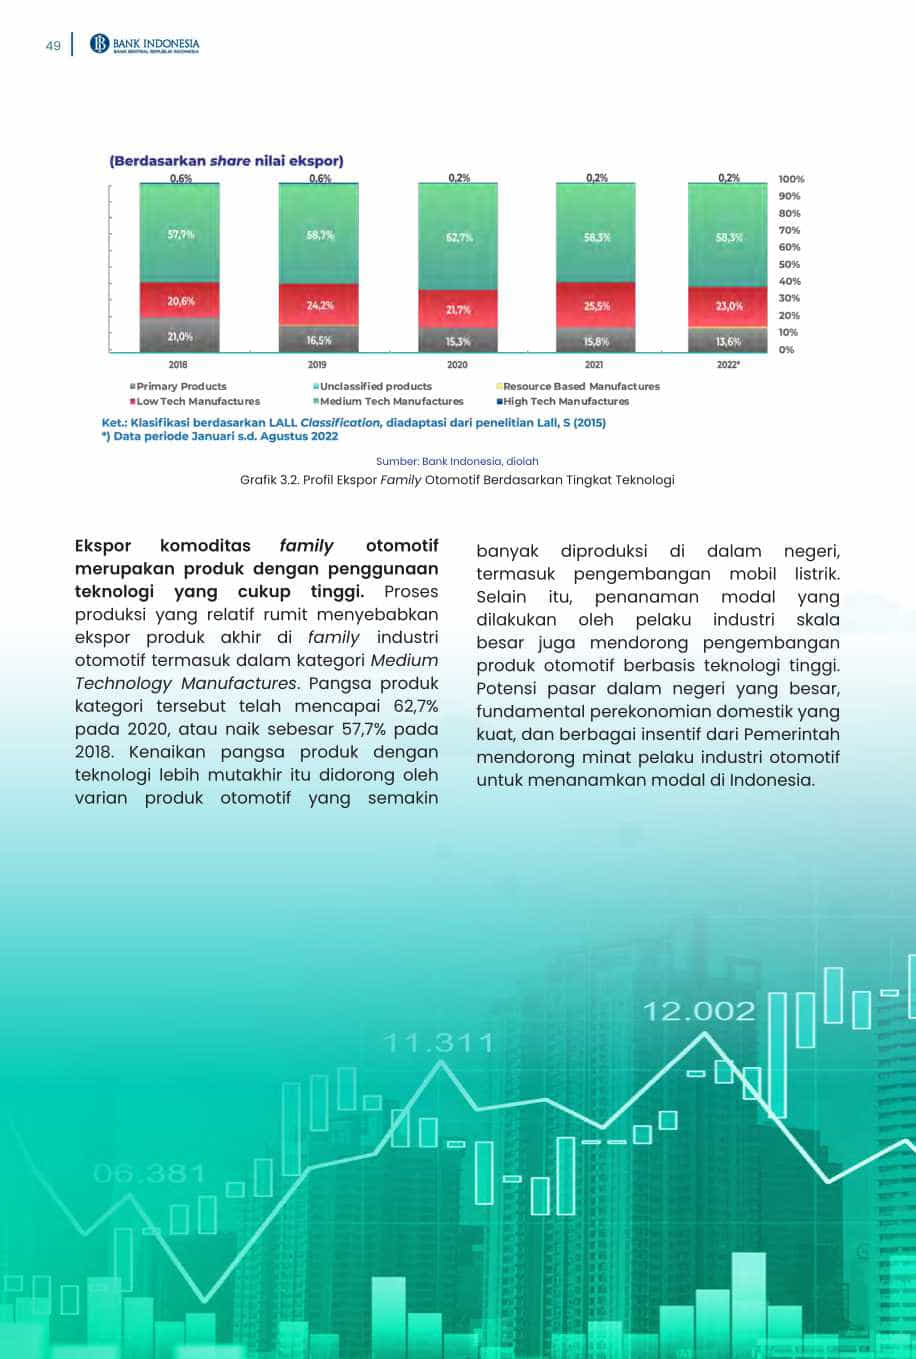 49
BANK INDONESIA
BANK SENTRAL REPUBLIK INDONESIA
(Berdasarkan share nilai ekspor)
0,6% 0,6% 0,2% 0,2% 0,2% 100%
90%
80%
57,7% 58,7% 62,7% 58,3% 58,3% 70%
60%
50%
40%
20,6% 24,2% 21,7% 25,5% 23,0% 30%
20%
21,0% 16,5% 15,3% 15,8% 13,6% 10%
0%
2018 2019 2020 2021 2022*
Primary Products Unclassified products Resource Based Manufactures
Low Tech Manufactures Medium Tech Manufactures High Tech Manufactures
Ket.: Klasifikasi berdasarkan LALL Classification, diadaptasi dari penelitian Lall, S (2015)
*) Data periode Januari s.d. Agustus 2022
Sumber: Bank Indonesia, diolah
Grafik 3.2. Profil Ekspor Family Otomotif Berdasarkan Tingkat Teknologi
Ekspor komoditas family otomotif
merupakan produk dengan penggunaan
teknologi yang cukup tinggi. Proses
produksi yang relatif rumit menyebabkan
ekspor produk akhir di family industri
otomotif termasuk dalam kategori Medium
Technology Manufactures. Pangsa produk
kategori tersebut telah mencapai 62,7%
pada 2020, atau naik sebesar 57,7% pada
2018. Kenaikan pangsa produk dengan
teknologi lebih mutakhir itu didorong oleh
varian produk otomotif yang semakin
banyak diproduksi di dalam negeri,
termasuk pengembangan mobil listrik.
Selain itu, penanaman modal yang
dilakukan oleh pelaku industri skala
besar juga mendorong pengembangan
produk otomotif berbasis teknologi tinggi.
Potensi pasar dalam negeri yang besar,
fundamental perekonomian domestik yang
kuat, dan berbagai insentif dari Pemerintah
mendorong minat pelaku industri otomotif
untuk menanamkan modal di Indonesia.
12.002
11.311
06.381